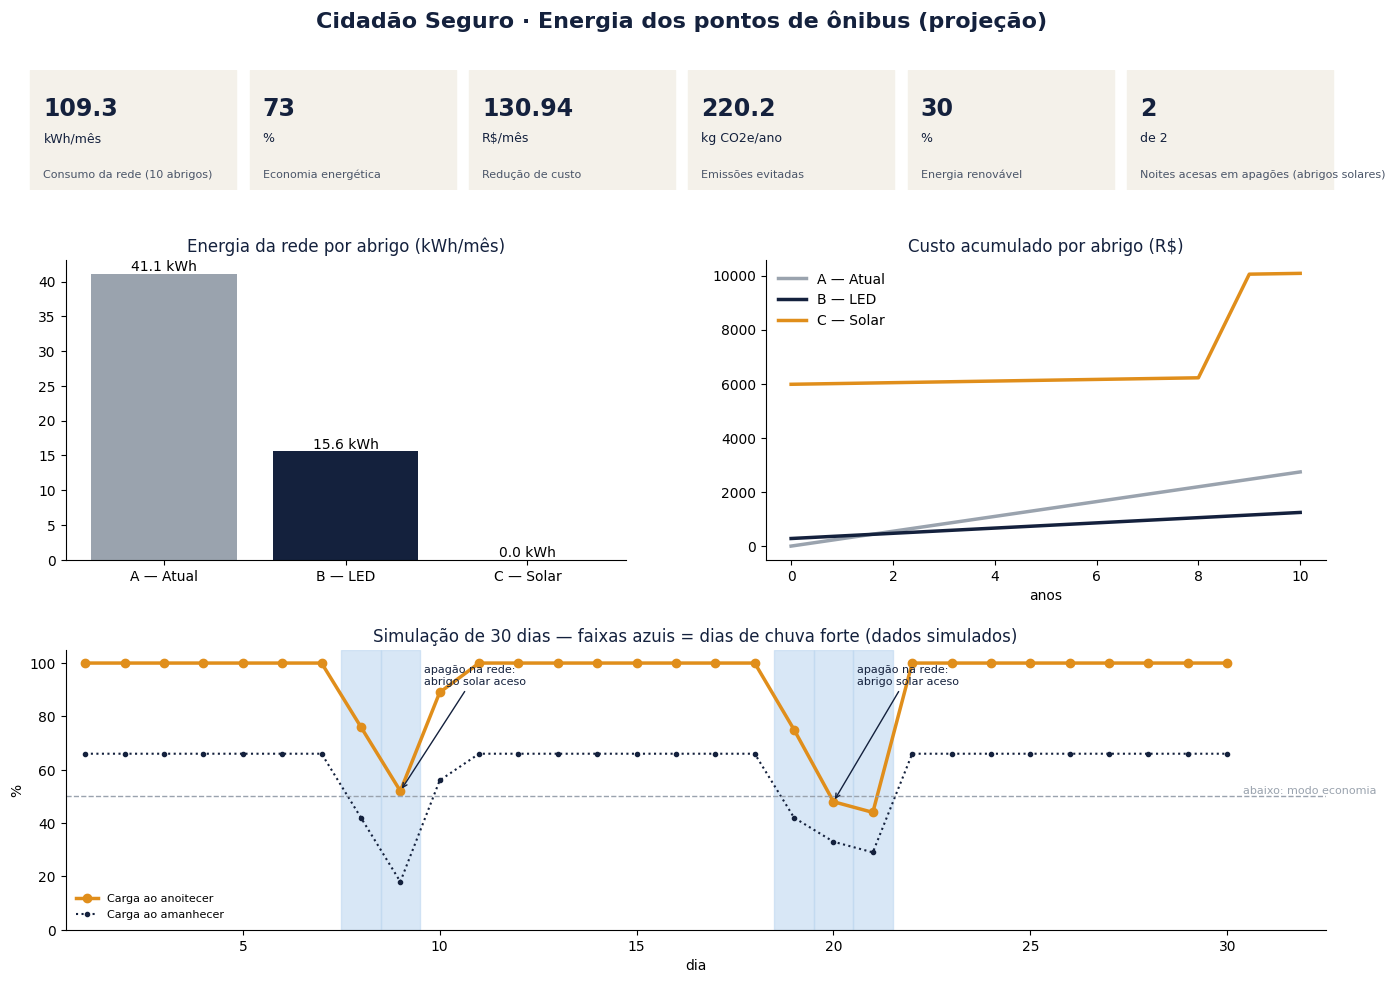 Cidadão Seguro · Energia dos pontos de ônibus (projeção)
109.3
kWh/mês
Consumo da rede (10 abrigos)
73
%
Economia energética
130.94
R$/mês
Redução de custo
220.2
kg CO2e/ano
Emissões evitadas
30
%
Energia renovável
2
de 2
Noites acesas em apagões (abrigos solares)
Energia da rede por abrigo (kWh/mês)
40
35
30
25
20
15
10
5
0
41.1 kWh
15.6 kWh
0.0 kWh
A — Atual
B — LED
C — Solar
Custo acumulado por abrigo (R$)
10000
8000
6000
4000
2000
0
A — Atual
B — LED
C — Solar
0
2
4
6
8
10
anos
Simulação de 30 dias — faixas azuis = dias de chuva forte (dados simulados)
%
100
80
60
40
20
0
apagão na rede:
abrigo solar aceso
apagão na rede:
abrigo solar aceso
abaixo: modo economia
Carga ao anoitecer
Carga ao amanhecer
5
10
15
20
25
30
dia